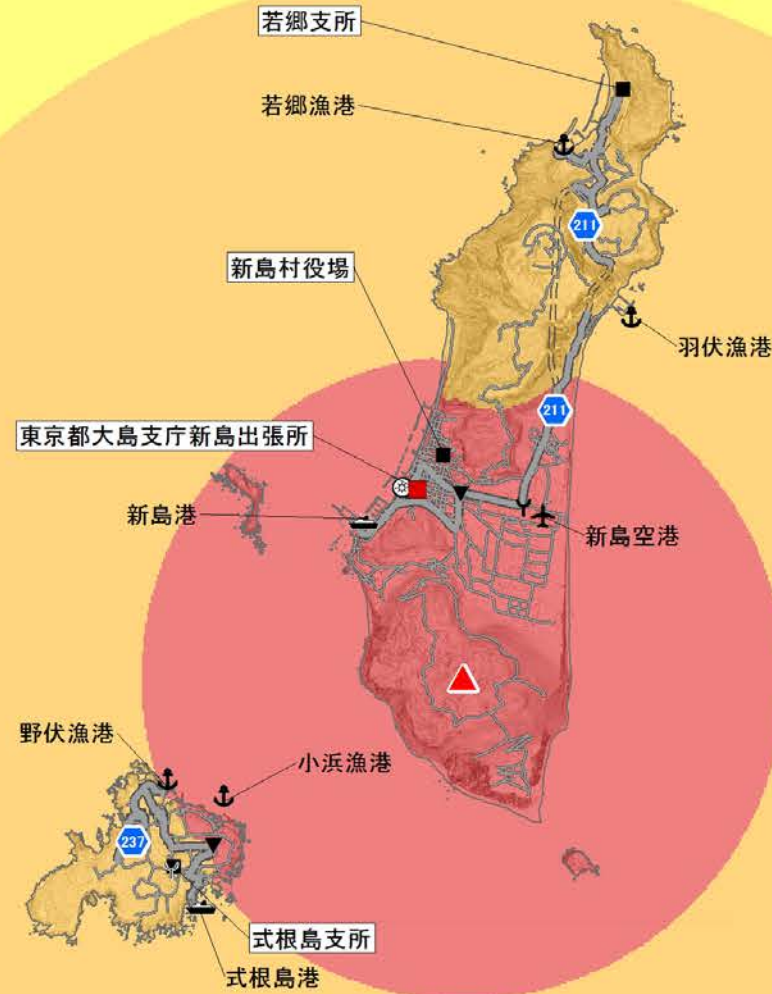 若郷支所
若郷漁港
211
新島村役場
羽伏漁港
211
東京都大島支庁新島出張所
新島港
新島空港
野伏漁港
小浜漁港
237
式根島支所
式根島港